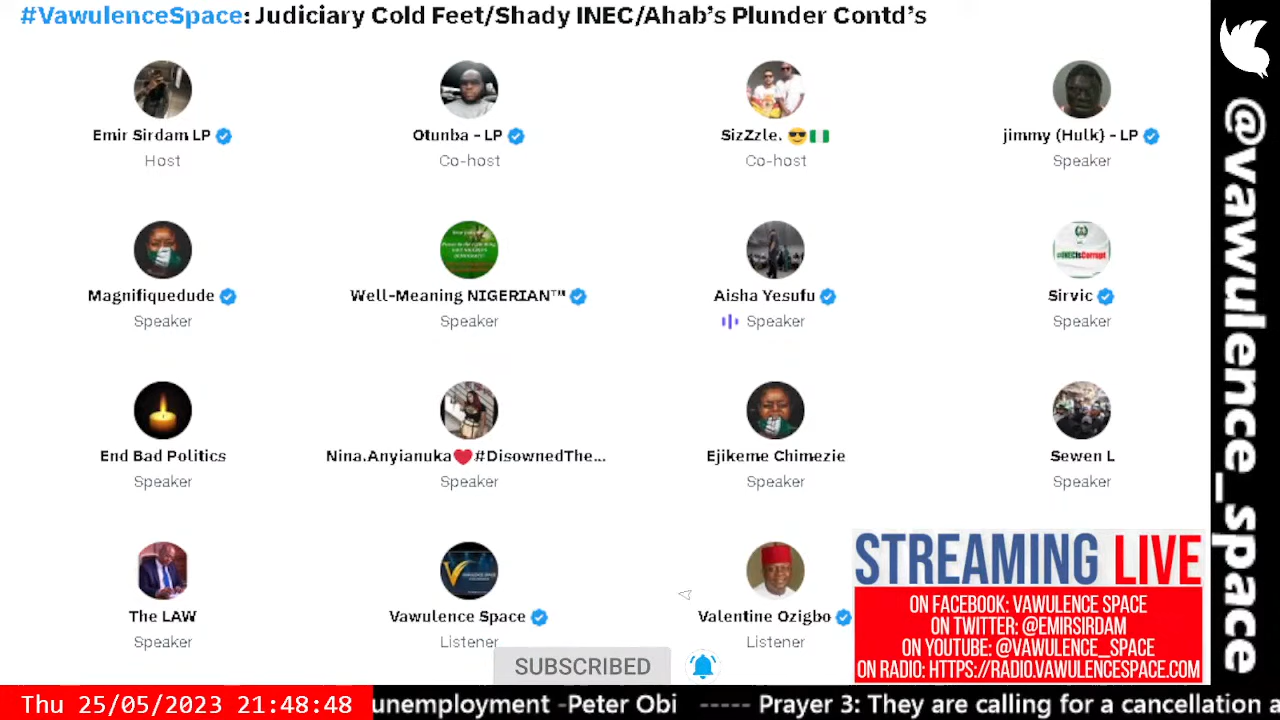 #VawulenceSpace: Judiciary Cold Feet/Shady INEC/Ahab's Plunder Contd's
Emir Sirdam LP
Host
Otunba - LP
Co-host
SizZzle. 😎🇳🇬
Co-host
jimmy (Hulk) - LP
Speaker
Magnifiquedude
Speaker
Well-Meaning NIGERIAN™
Speaker
Aisha Yesufu
Speaker
#INECIsCorrupt
Sirvic
Speaker
End Bad Politics
Speaker
Nina.Anyianuka❤️#DisownedThe...
Speaker
Ejikeme Chimezie
Speaker
Sewen L
Speaker
The LAW
Speaker
Vawulence Space
Listener
Valentine Ozigbo
Listener
STREAMING LIVE
ON FACEBOOK: VAWULENCE SPACE
ON TWITTER: @EMIRSIRDAM
ON YOUTUBE: @VAWULENCE_SPACE
ON RADIO: HTTPS://RADIO.VAWULENCESPACE.COM
SUBSCRIBED
@vawulence_space
Thu 25/05/2023 21:48:48
unemployment -Peter Obi ----- Prayer 3: They are calling for a cancellation a